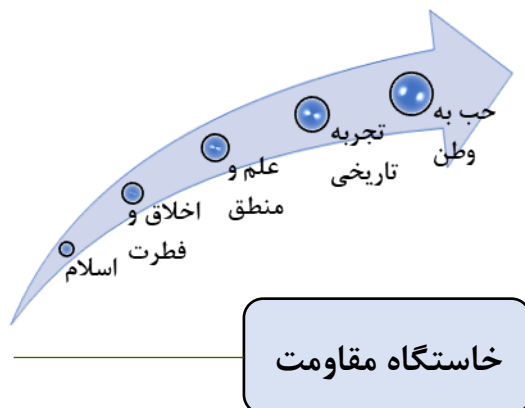 حب به
وطن
تجربه
تاریخی
علم و
منطق
اخلاق و
فطرت
اسلام
خاستگاه مقاومت